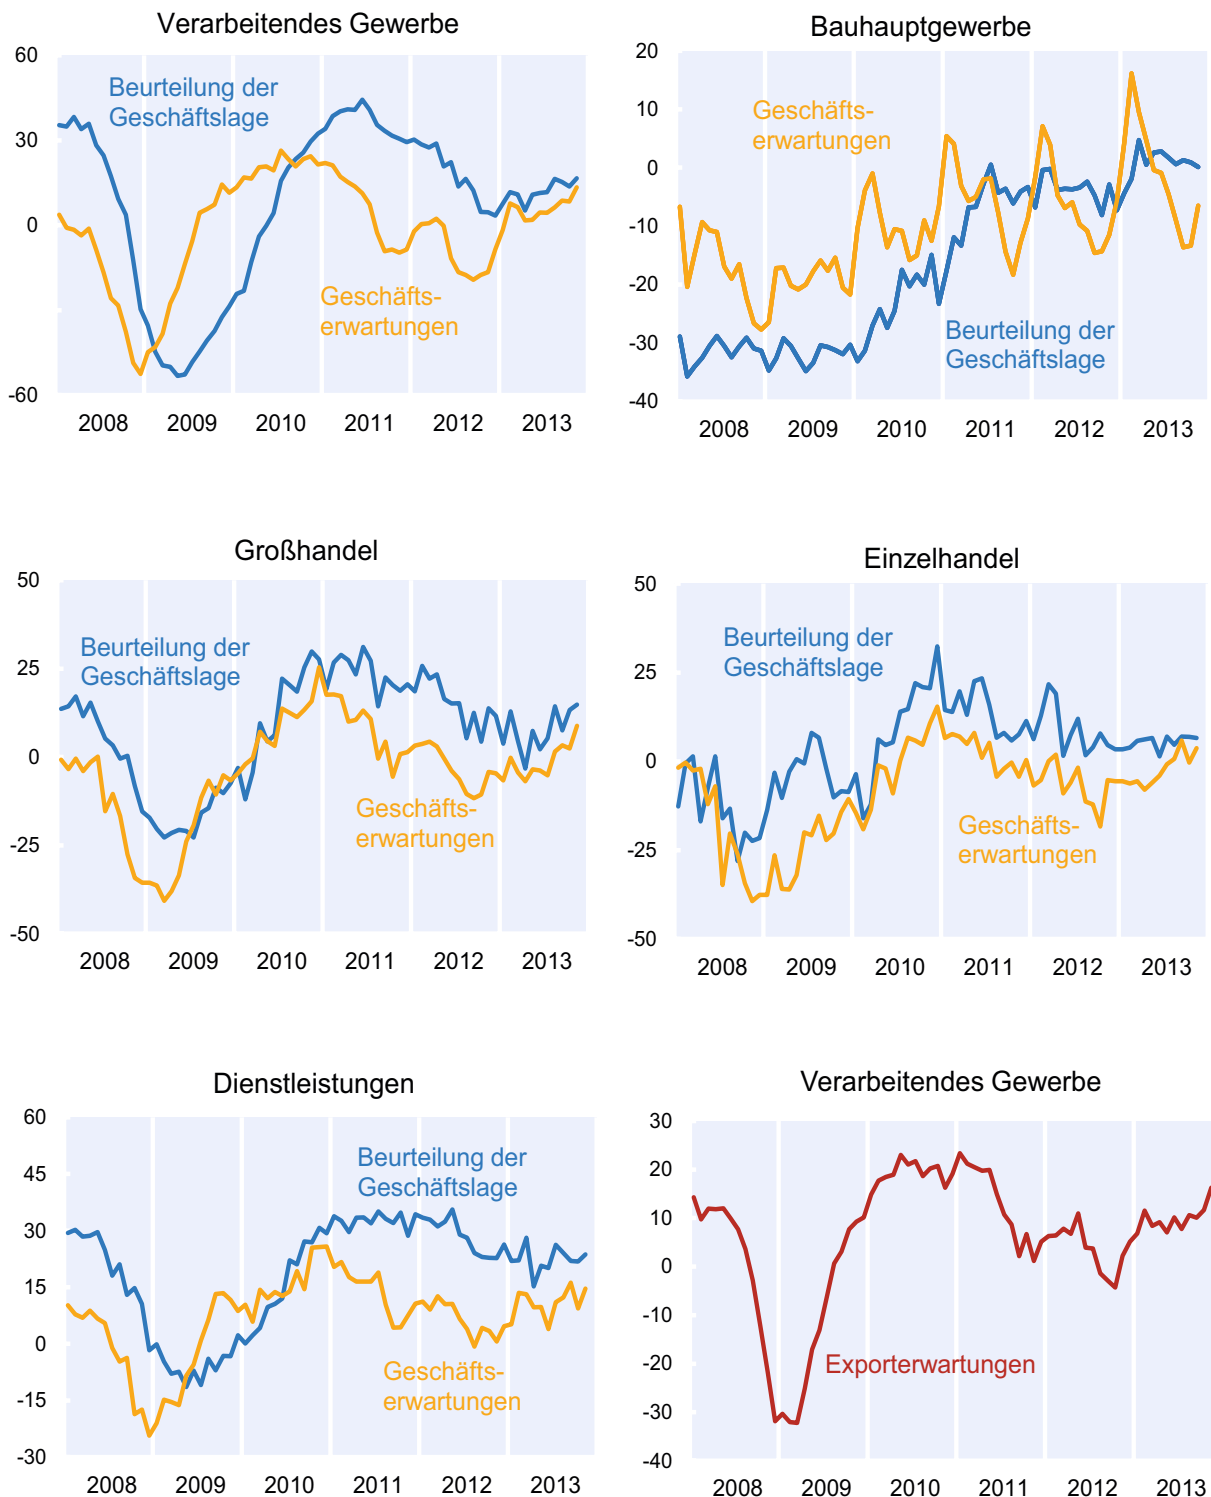 Verarbeitendes Gewerbe
60
30
0
-60
Beurteilung der
Geschäftslage
Geschäfts-
erwartungen
2008 2009 2010 2011 2012 2013
Bauhauptgewerbe
20
10
0
-10
-20
-30
-40
Geschäfts-
erwartungen
Beurteilung der
Geschäftslage
2008 2009 2010 2011 2012 2013
Großhandel
50
25
0
-25
-50
Beurteilung der
Geschäftslage
Geschäfts-
erwartungen
2008 2009 2010 2011 2012 2013
Einzelhandel
50
25
0
-25
-50
Beurteilung der
Geschäftslage
Geschäfts-
erwartungen
2008 2009 2010 2011 2012 2013
Dienstleistungen
60
45
30
15
0
-15
-30
Beurteilung der
Geschäftslage
Geschäfts-
erwartungen
2008 2009 2010 2011 2012 2013
Verarbeitendes Gewerbe
30
20
10
0
-10
-20
-30
-40
Exporterwartungen
2008 2009 2010 2011 2012 2013